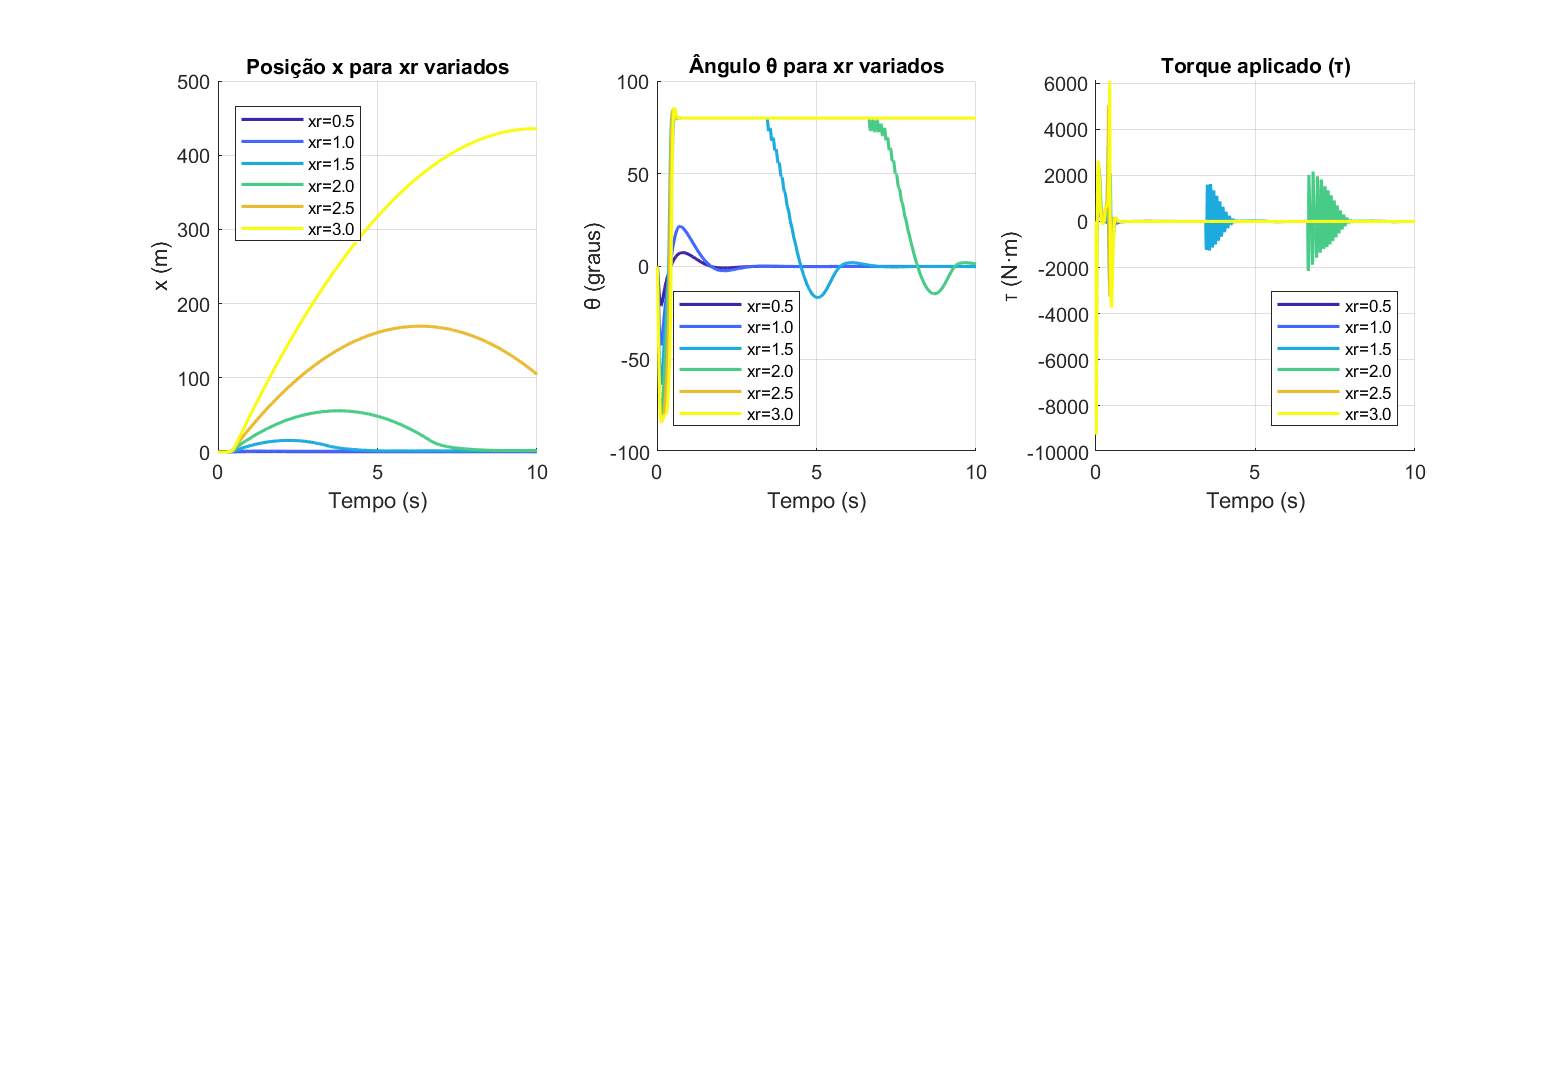 Posição x para xr variados
500
400
300
200
100
0
x (m)
xr=0.5
xr=1.0
xr=1.5
xr=2.0
xr=2.5
xr=3.0
0
5
10
Tempo (s)
Ângulo θ para xr variados
100
50
0
-50
-100
θ (graus)
xr=0.5
xr=1.0
xr=1.5
xr=2.0
xr=2.5
xr=3.0
0
5
10
Tempo (s)
Torque aplicado (τ)
6000
4000
2000
0
-2000
-4000
-6000
-8000
-10000
τ (N·m)
xr=0.5
xr=1.0
xr=1.5
xr=2.0
xr=2.5
xr=3.0
0
5
10
Tempo (s)